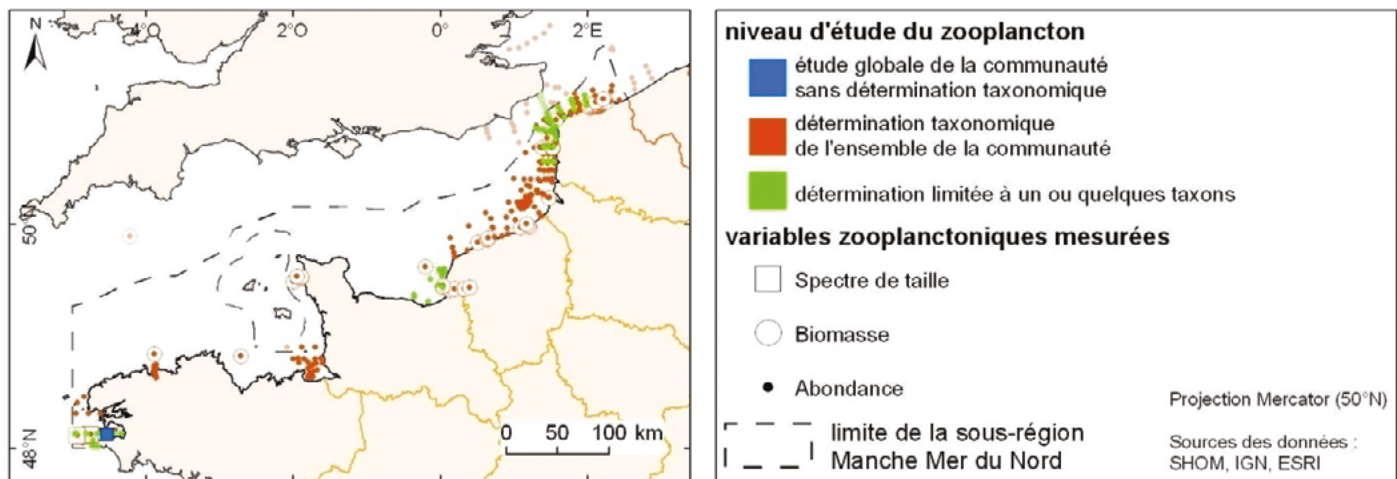 N
4°O
2°O
0°
2°E
50°N
48°N
0 50 100 km
niveau d'étude du zooplancton
étude globale de la communauté
sans détermination taxonomique
détermination taxonomique
de l'ensemble de la communauté
détermination limitée à un ou quelques taxons
variables zooplanctoniques mesurées
Spectre de taille
Biomasse
Abondance
limite de la sous-région
Manche Mer du Nord
Projection Mercator (50°N)
Sources des données :
SHOM, IGN, ESRI